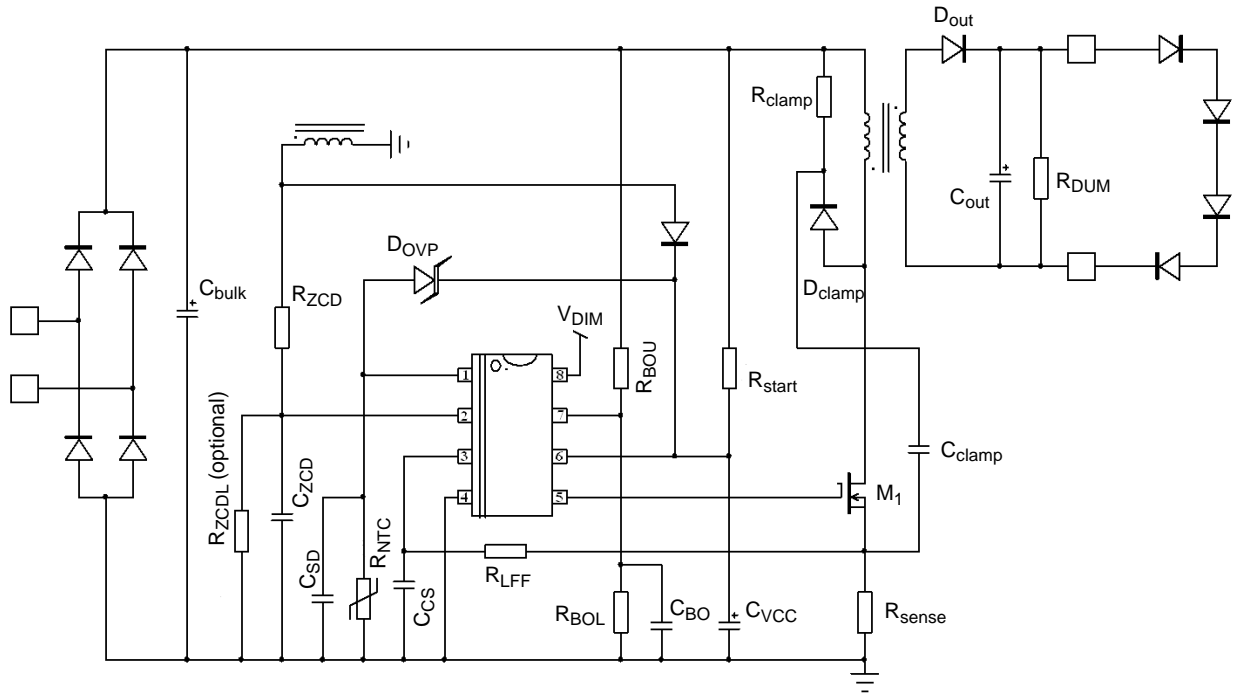 Dout
Rclamp
Cout
RDUM
DOVP
Dclamp
Cbulk
RZCD
VDIM
RBOU
Rstart
1
8
2
7
3
6
4
5
RZCDL (optional)
CZCD
Cclamp
M1
CSD
RNTC
CCS
RLFF
RBOL
CBO
CVCC
Rsense